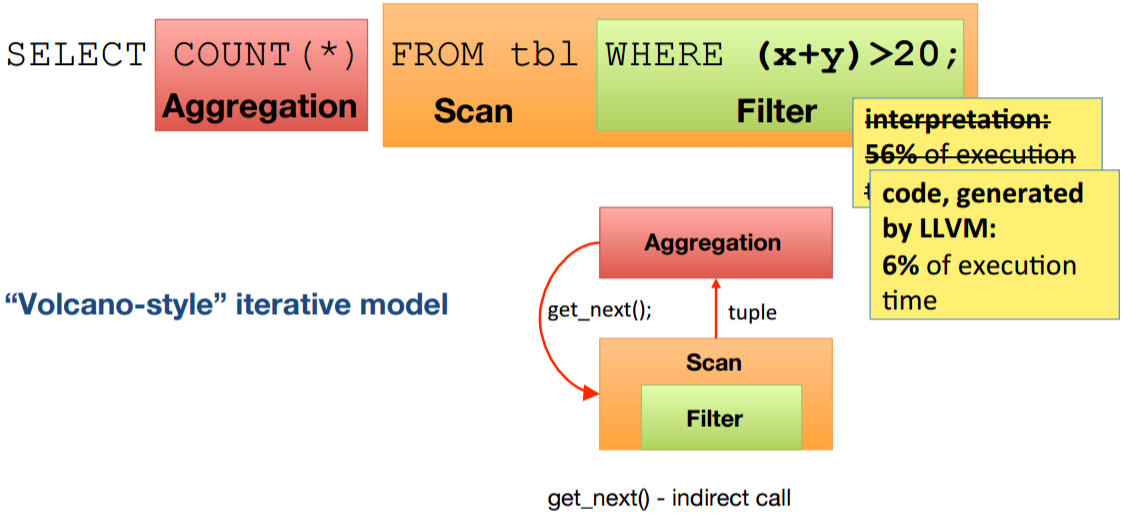 SELECT COUNT(*) FROM tbl WHERE (x+y)>20;
Aggregation Scan Filter
interpretation:
56% of execution
code, generated
by LLVM:
6% of execution
time
Aggregation
"Volcano-style" iterative model
get_next(); tuple
Scan
Filter
get_next() - indirect call